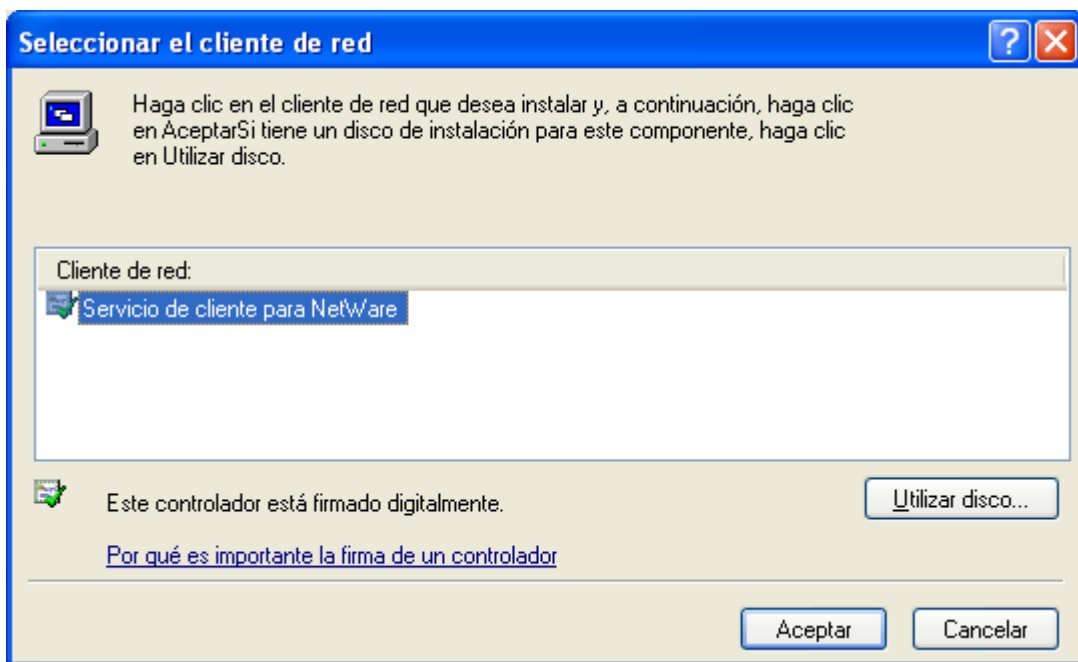 Seleccionar el cliente de red
Haga clic en el cliente de red que desea instalar y, a continuación, haga clic
en AceptarSi tiene un disco de instalación para este componente, haga clic
en Utilizar disco.
Cliente de red:
Servicio de cliente para NetWare
Este controlador está firmado digitalmente.
Utilizar disco...
Por qué es importante la firma de un controlador
Aceptar
Cancelar